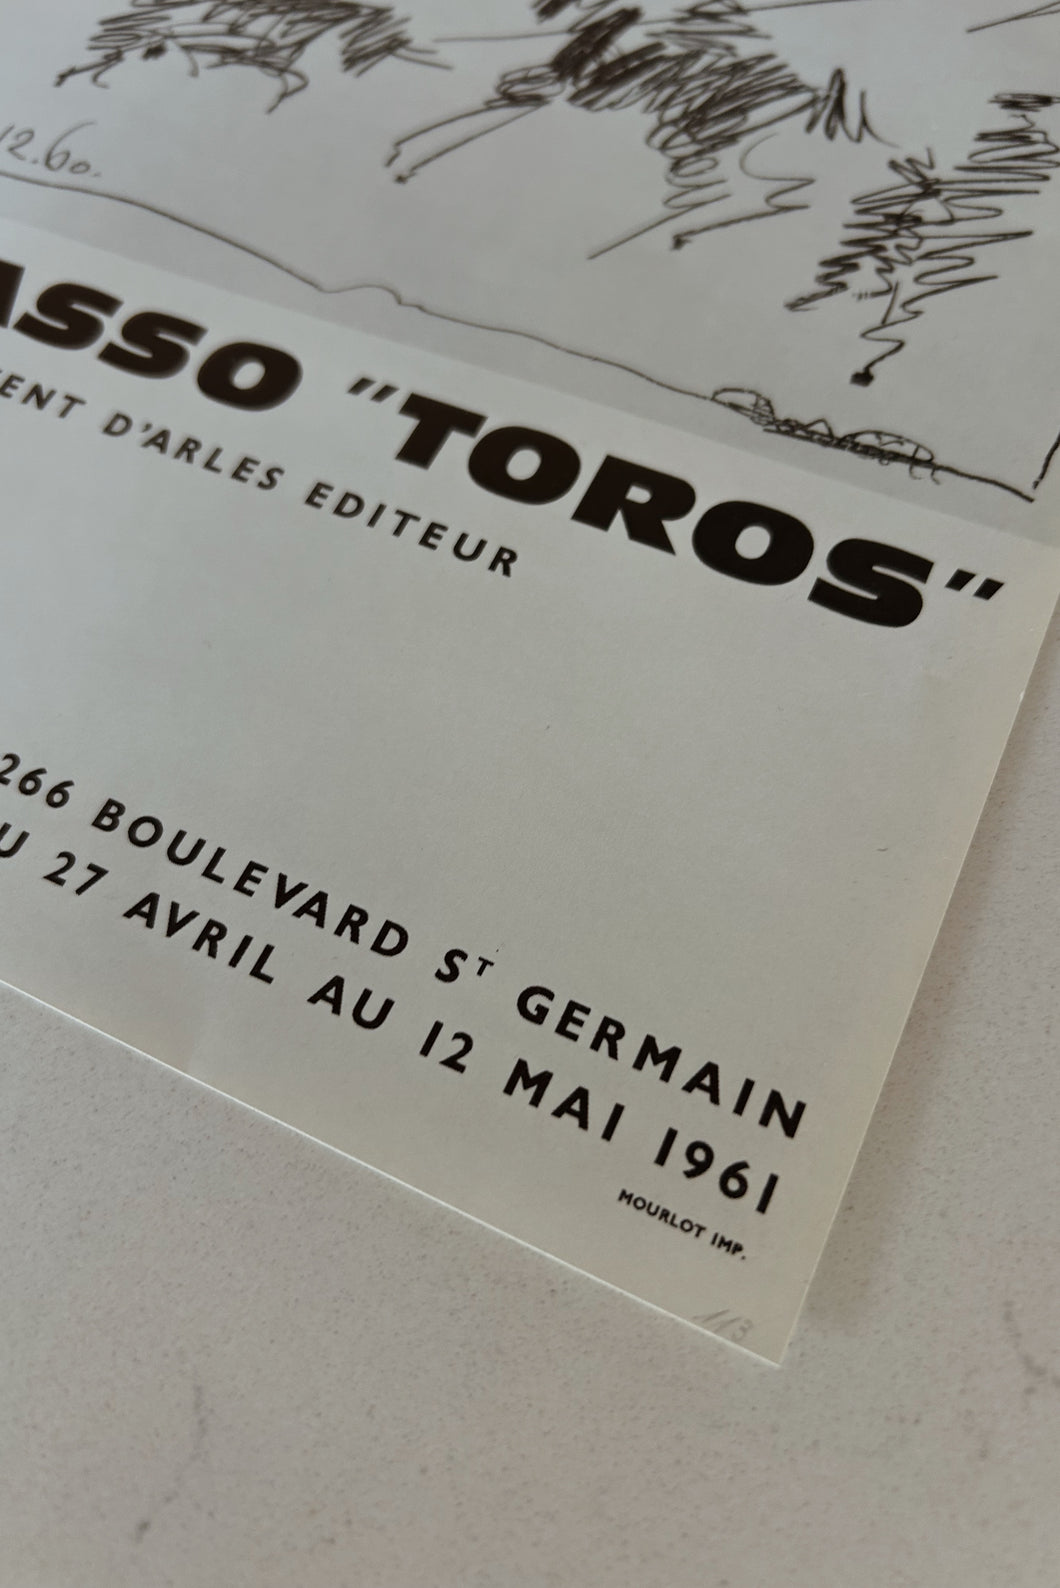 12.60.
ASSO "TOROS"
ENT D'ARLES EDITEUR
266 BOULEVARD ST GERMAIN
U 27 AVRIL AU 12 MAI 1961
MOURLOT IMP.
113